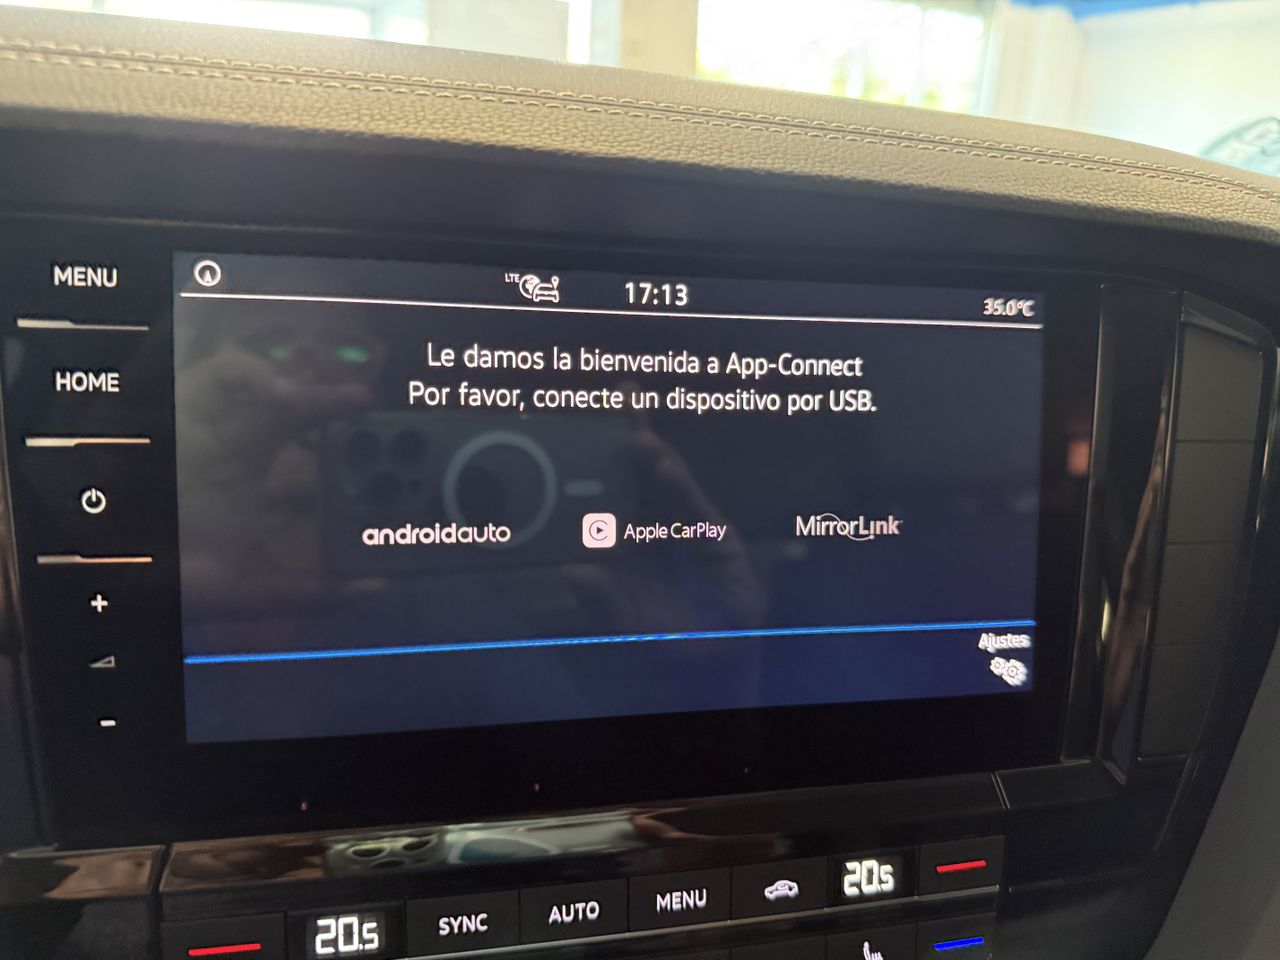 MENU
HOME
LTE
17:13
35.0°C
Le damos la bienvenida a App-Connect
Por favor, conecte un dispositivo por USB.
androidauto
Apple CarPlay
MirrorLink
Ajustes
20.5
SYNC
AUTO
MENU
20.5